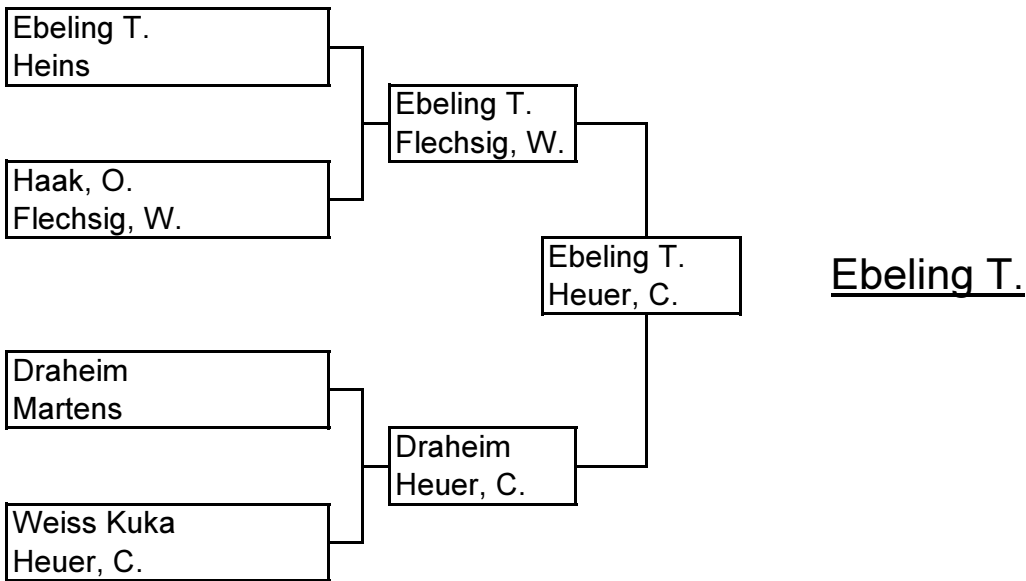 Ebeling T.
Heins
Haak, O.
Flechsig, W.
Draheim
Martens
Weiss Kuka
Heuer, C.
Ebeling T.
Flechsig, W.
Draheim
Heuer, C.
Ebeling T.
Heuer, C.
Ebeling T.